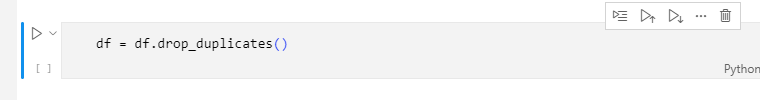 df = df.drop_duplicates()
[ ]
Python